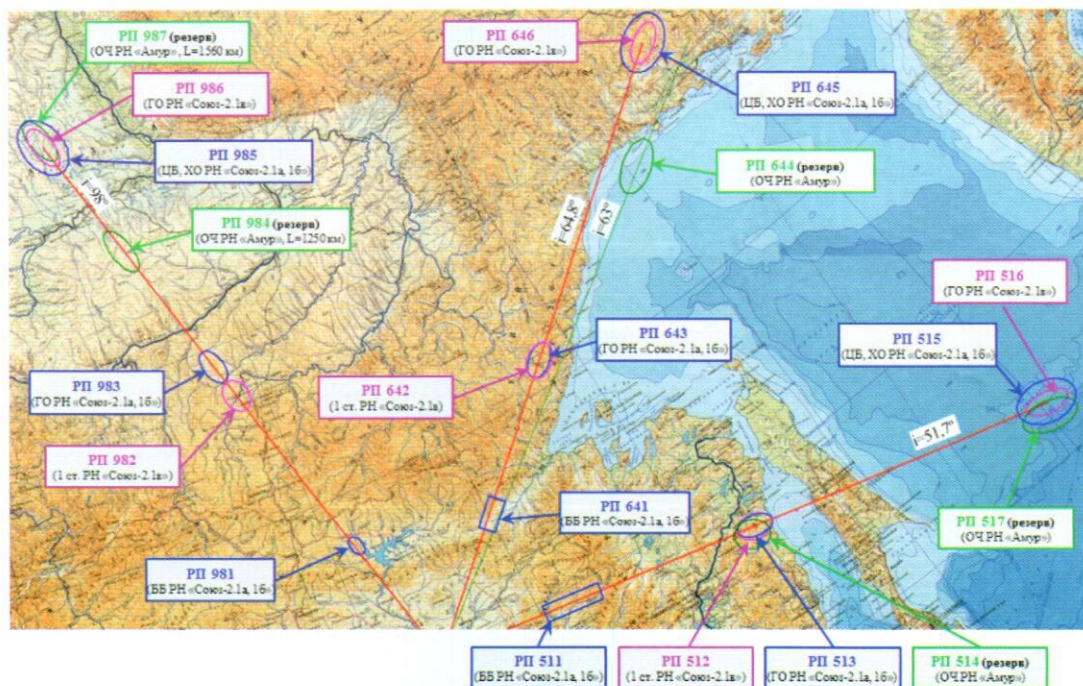 РП 987 (резерв)
(ОЧ РН «Амур», L=1560 км)
РП 986
(ГО РН «Союз-2.1в»)
РП 985
(ЦБ, ХО РН «Союз-2.1а, 1б»)
i=98°
РП 984 (резерв)
(ОЧ РН «Амур», L=1250 км)
РП 983
(ГО РН «Союз-2.1а, 1б»)
РП 982
(1 ст. РН «Союз-2.1в»)
РП 981
(ББ РН «Союз-2.1а, 1б»)
РП 646
(ГО РН «Союз-2.1в»)
РП 645
(ЦБ, ХО РН «Союз-2.1а, 1б»)
РП 644 (резерв)
(ОЧ РН «Амур»)
i=64,8°
i=63°
РП 643
(ГО РН «Союз-2.1а, 1б»)
РП 642
(1 ст. РН «Союз-2.1в»)
РП 641
(ББ РН «Союз-2.1а, 1б»)
РП 516
(ГО РН «Союз-2.1в»)
РП 515
(ЦБ, ХО РН «Союз-2.1а, 1б»)
i=51,7°
РП 517 (резерв)
(ОЧ РН «Амур»)
РП 511
(ББ РН «Союз-2.1а, 1б»)
РП 512
(1 ст. РН «Союз-2.1в»)
РП 513
(ГО РН «Союз-2.1а, 1б»)
РП 514 (резерв)
(ОЧ РН «Амур»)